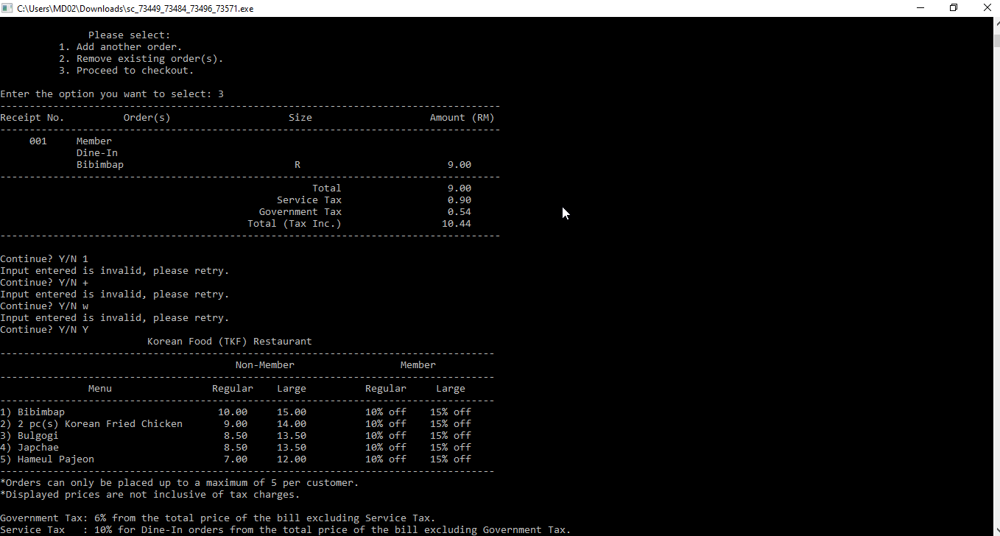 C:\Users\MD02\Downloads\sc_73449_73484_73496_73571.exe
Please select:
1. Add another order.
2. Remove existing order(s).
3. Proceed to checkout.
Enter the option you want to select: 3
-------------------------------------------------------------------------------------
Receipt No. Order(s) Size Amount (RM)
-------------------------------------------------------------------------------------
001 Member
Dine-In
Bibimbap R 9.00
-------------------------------------------------------------------------------------
Total 9.00
Service Tax 0.90
Government Tax 0.54
Total (Tax Inc.) 10.44
-------------------------------------------------------------------------------------
Continue? Y/N 1
Input entered is invalid, please retry.
Continue? Y/N +
Input entered is invalid, please retry.
Continue? Y/N w
Input entered is invalid, please retry.
Continue? Y/N Y
Korean Food (TKF) Restaurant
------------------------------------------------------------------------------------
Non-Member Member
------------------------------------------------------------------------------------
Menu Regular Large Regular Large
------------------------------------------------------------------------------------
1) Bibimbap 10.00 15.00 10% off 15% off
2) 2 pc(s) Korean Fried Chicken 9.00 14.00 10% off 15% off
3) Bulgogi 8.50 13.50 10% off 15% off
4) Japchae 8.50 13.50 10% off 15% off
5) Hameul Pajeon 7.00 12.00 10% off 15% off
------------------------------------------------------------------------------------
*Orders can only be placed up to a maximum of 5 per customer.
*Displayed prices are not inclusive of tax charges.
Government Tax: 6% from the total price of the bill excluding Service Tax.
Service Tax : 10% for Dine-In orders from the total price of the bill excluding Government Tax.